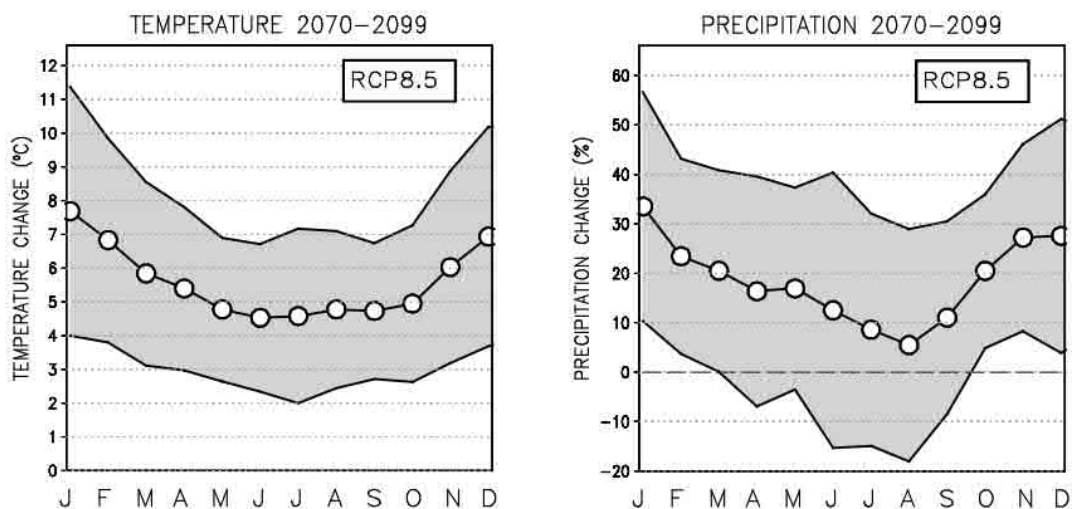 TEMPERATURE 2070-2099
RCP8.5
TEMPERATURE CHANGE (ºC)
12
11
10
9
8
7
6
5
4
3
2
1
0
J F M A M J J A S O N D
PRECIPITATION 2070-2099
RCP8.5
PRECIPITATION CHANGE (%)
60
50
40
30
20
10
0
-10
-20
J F M A M J J A S O N D